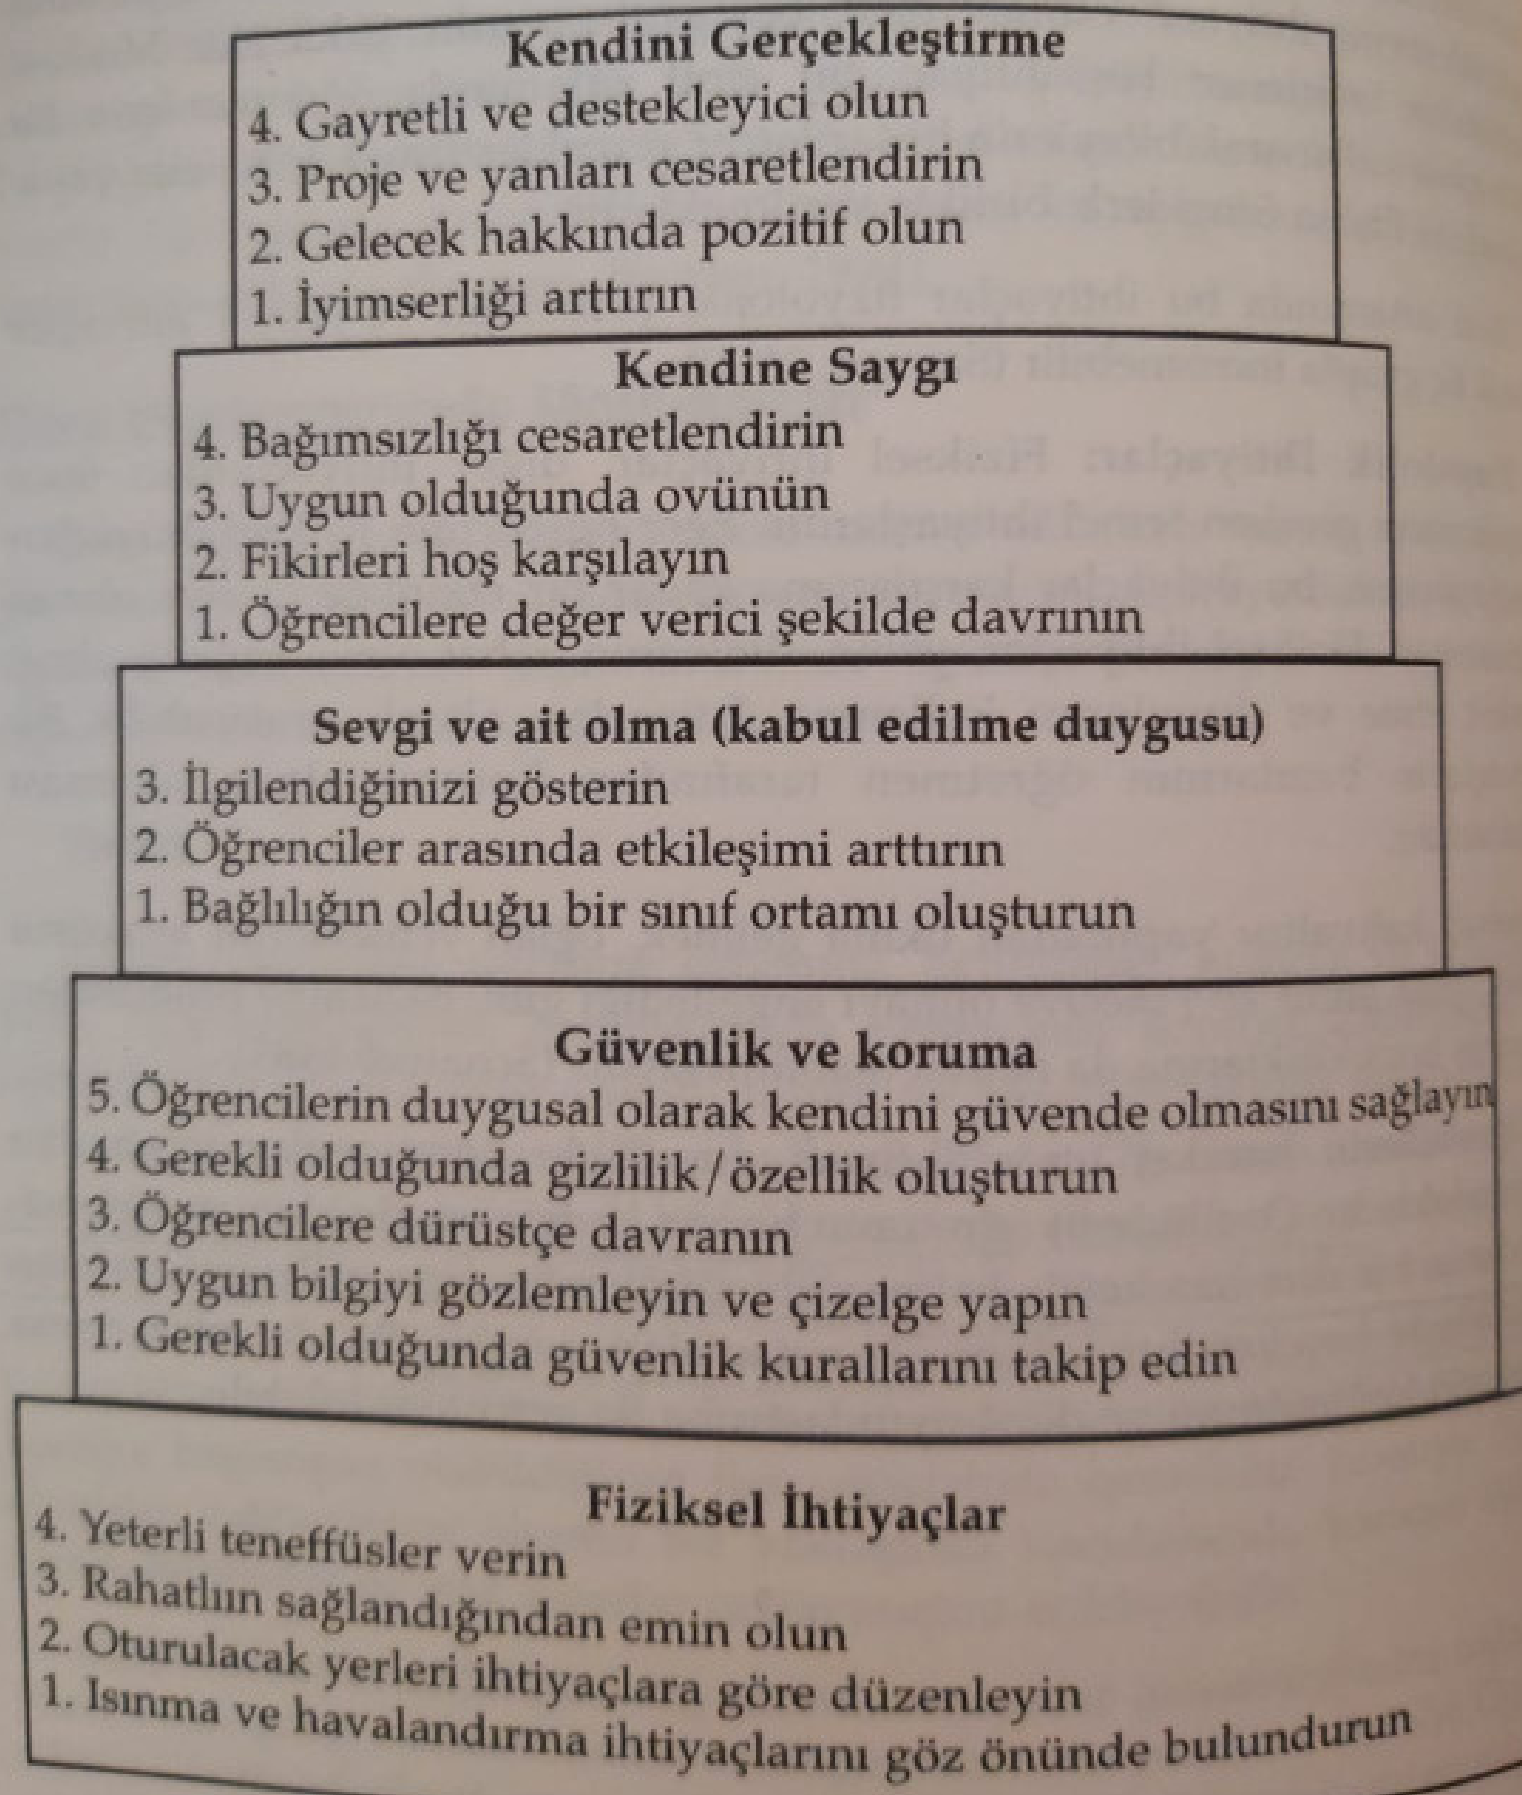 Kendini Gerçekleştirme
4. Gayretli ve destekleyici olun
3. Proje ve yanları cesaretlendirin
2. Gelecek hakkında pozitif olun
1. İyimserliği arttırın
Kendine Saygı
4. Bağımsızlığı cesaretlendirin
3. Uygun olduğunda ovünün
2. Fikirleri hoş karşılayın
1. Öğrencilere değer verici şekilde davrının
Sevgi ve ait olma (kabul edilme duygusu)
3. İlgilendiğinizi gösterin
2. Öğrenciler arasında etkileşimi arttırın
1. Bağlılığın olduğu bir sınıf ortamı oluşturun
Güvenlik ve koruma
5. Öğrencilerin duygusal olarak kendini güvende olmasını sağlayın
4. Gerekli olduğunda gizlilik/özellik oluşturun
3. Öğrencilere dürüstçe davranın
2. Uygun bilgiyi gözlemleyin ve çizelge yapın
1. Gerekli olduğunda güvenlik kurallarını takip edin
Fiziksel İhtiyaçlar
4. Yeterli teneffüsler verin
3. Rahatlıın sağlandığından emin olun
2. Oturulacak yerleri ihtiyaçlara göre düzenleyin
1. Isınma ve havalandırma ihtiyaçlarını göz önünde bulundurun